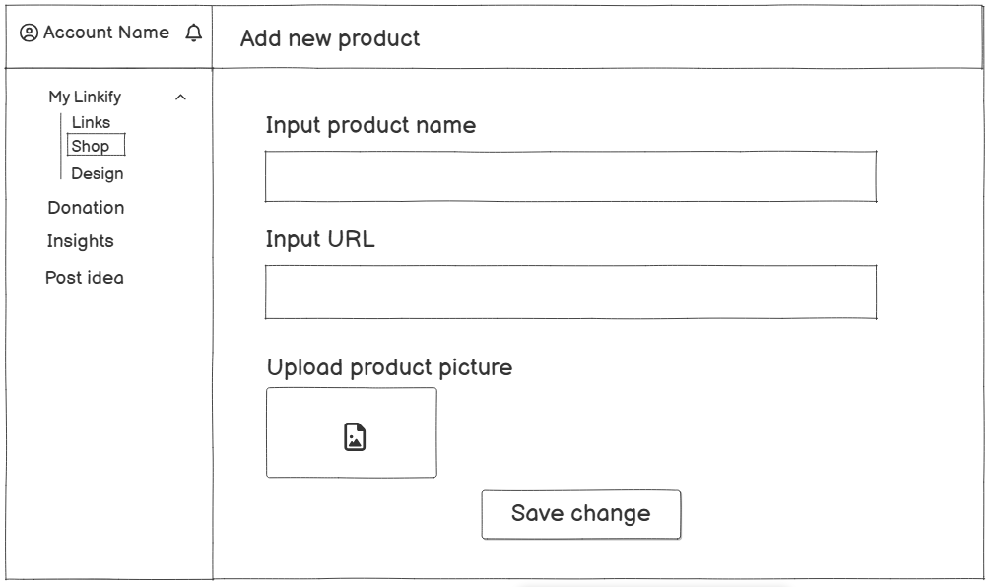 Account Name
Add new product
My Linkify
Links
Shop
Design
Donation
Insights
Post idea
Input product name
Input URL
Upload product picture
Save change